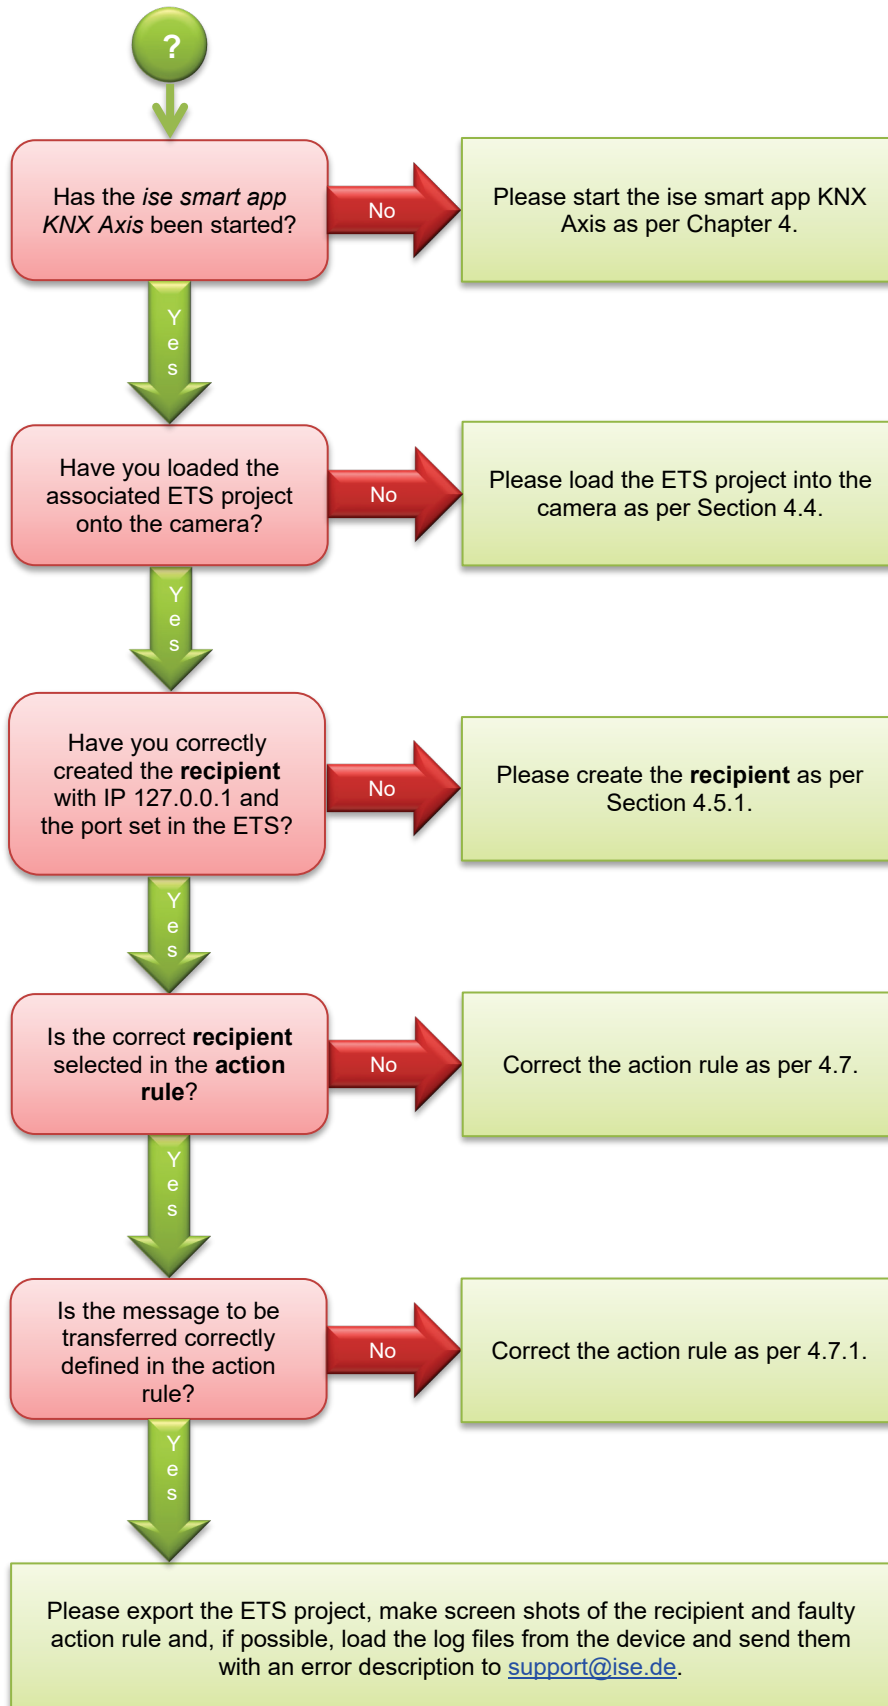 ?
Has the ise smart app
KNX Axis been started?
No
Please start the ise smart app KNX
Axis as per Chapter 4.
Yes
Have you loaded the
associated ETS project
onto the camera?
No
Please load the ETS project into the
camera as per Section 4.4.
Yes
Have you correctly
created the recipient
with IP 127.0.0.1 and
the port set in the ETS?
No
Please create the recipient as per
Section 4.5.1.
Yes
Is the correct recipient
selected in the action
rule?
No
Correct the action rule as per 4.7.
Yes
Is the message to be
transferred correctly
defined in the action
rule?
No
Correct the action rule as per 4.7.1.
Yes
Please export the ETS project, make screen shots of the recipient and faulty
action rule and, if possible, load the log files from the device and send them
with an error description to support@ise.de.